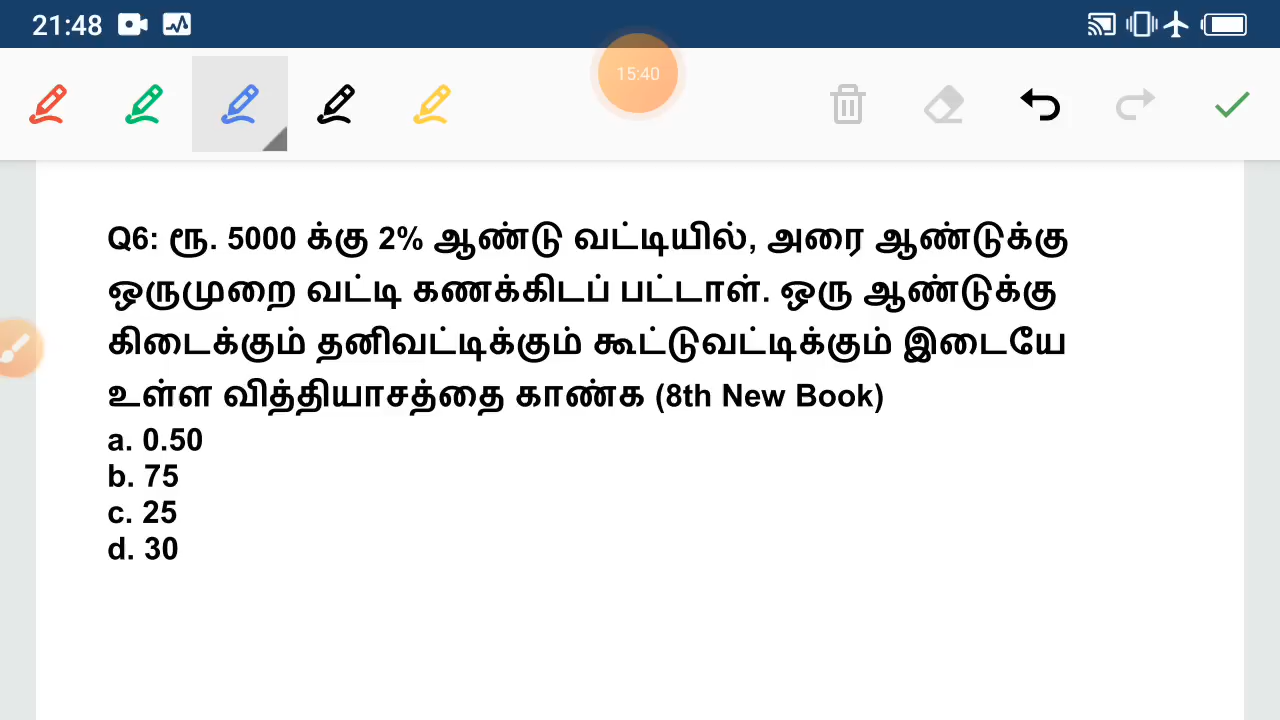 21:48
15:40
Q6: ரூ. 5000 க்கு 2% ஆண்டு வட்டியில், அரை ஆண்டுக்கு
ஒருமுறை வட்டி கணக்கிடப் பட்டாள். ஒரு ஆண்டுக்கு
கிடைக்கும் தனிவட்டிக்கும் கூட்டுவட்டிக்கும் இடையே
உள்ள வித்தியாசத்தை காண்க (8th New Book)
a. 0.50
b. 75
c. 25
d. 30